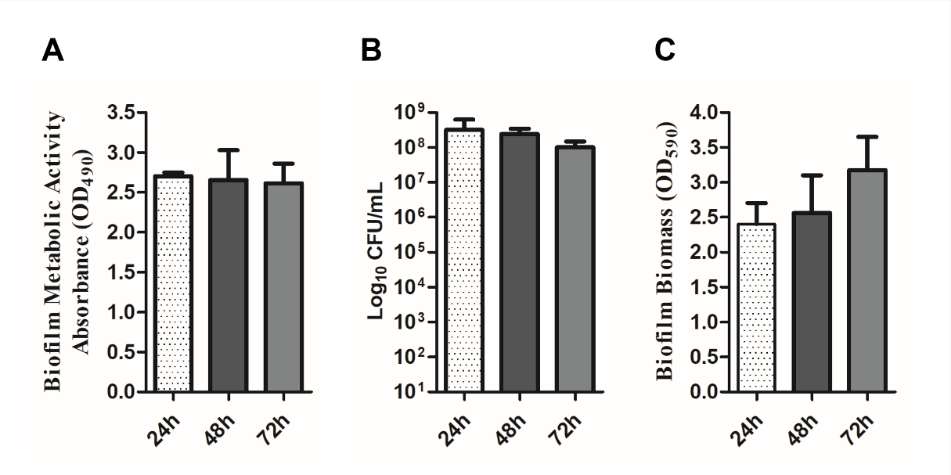 A
Biofilm Metabolic Activity
Absorbance (OD490)
3.5
3.0
2.5
2.0
1.5
1.0
0.5
0.0
24h
48h
72h
B
Log10 CFU/mL
10^9
10^8
10^7
10^6
10^5
10^4
10^3
10^2
10^1
24h
48h
72h
C
Biofilm Biomass (OD590)
4.0
3.5
3.0
2.5
2.0
1.5
1.0
0.5
0.0
24h
48h
72h